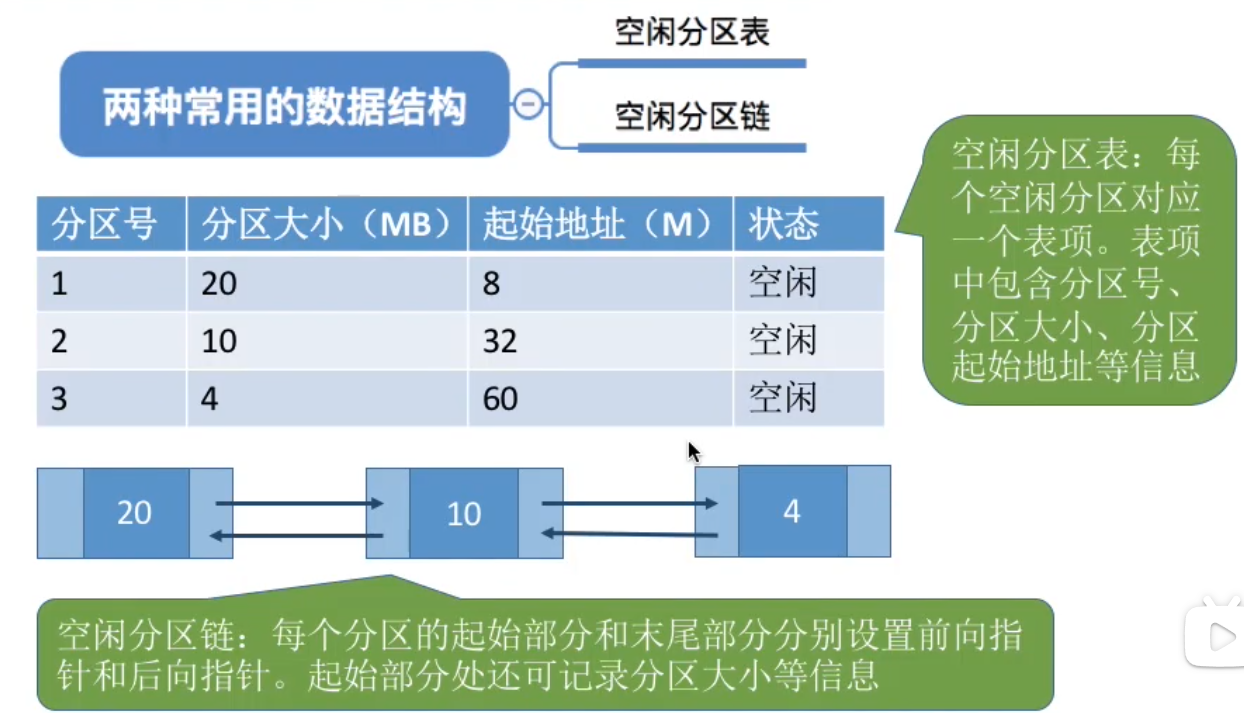 空闲分区表
两种常用的数据结构
空闲分区链
分区号 分区大小（MB） 起始地址（M） 状态
1 20 8 空闲
2 10 32 空闲
3 4 60 空闲
空闲分区表：每
个空闲分区对应
一个表项。表项
中包含分区号、
分区大小、分区
起始地址等信息
20 10 4
空闲分区链：每个分区的起始部分和末尾部分分别设置前向指
针和后向指针。起始部分处还可记录分区大小等信息